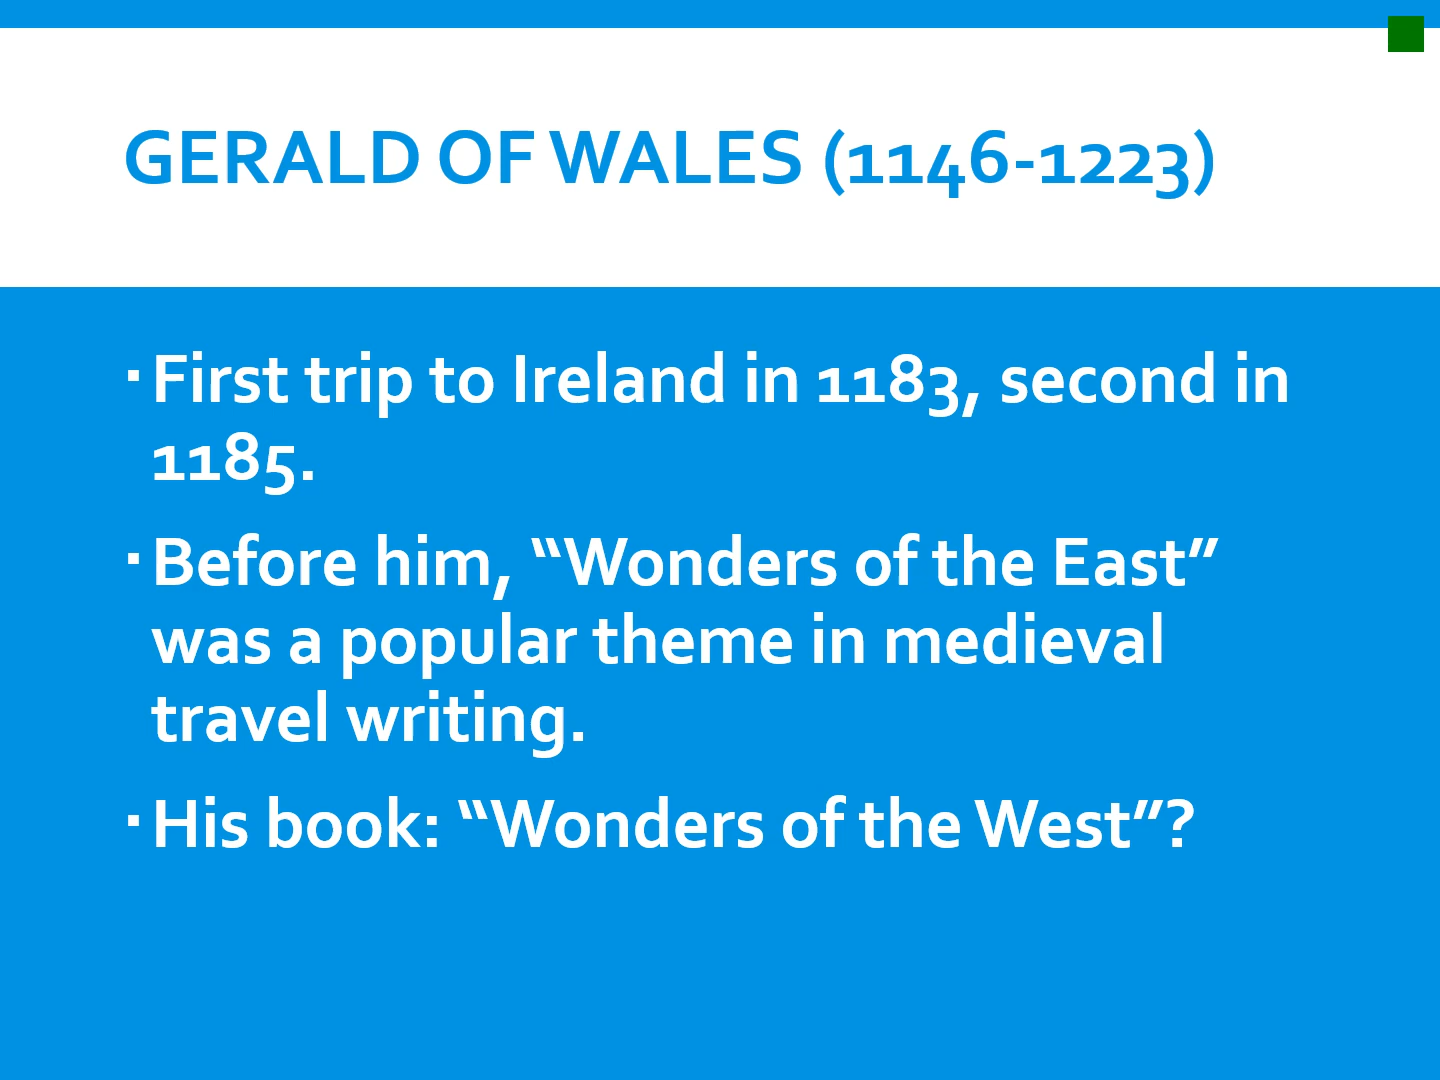 GERALD OF WALES (1146-1223)
▪ First trip to Ireland in 1183, second in
1185.
▪ Before him, “Wonders of the East”
was a popular theme in medieval
travel writing.
▪ His book: “Wonders of the West”?